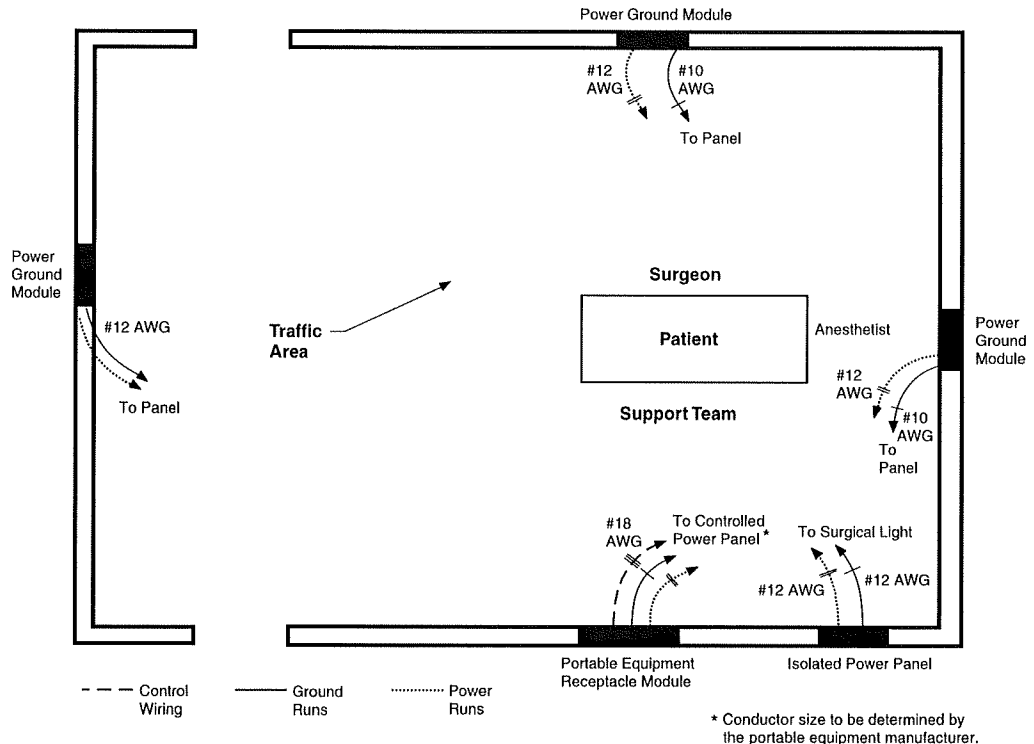 Power Ground Module
#12
AWG
#10
AWG
To Panel
Power
Ground
Module
#12 AWG
To Panel
Traffic
Area
Surgeon
Patient
Anesthetist
Support Team
Power
Ground
Module
#12
AWG
#10
AWG
To
Panel
#18
AWG
To Controlled
Power Panel *
To Surgical Light
#12 AWG
#12 AWG
Portable Equipment
Receptacle Module
Isolated Power Panel
Control
Wiring
Ground
Runs
Power
Runs
* Conductor size to be determined by
the portable equipment manufacturer.